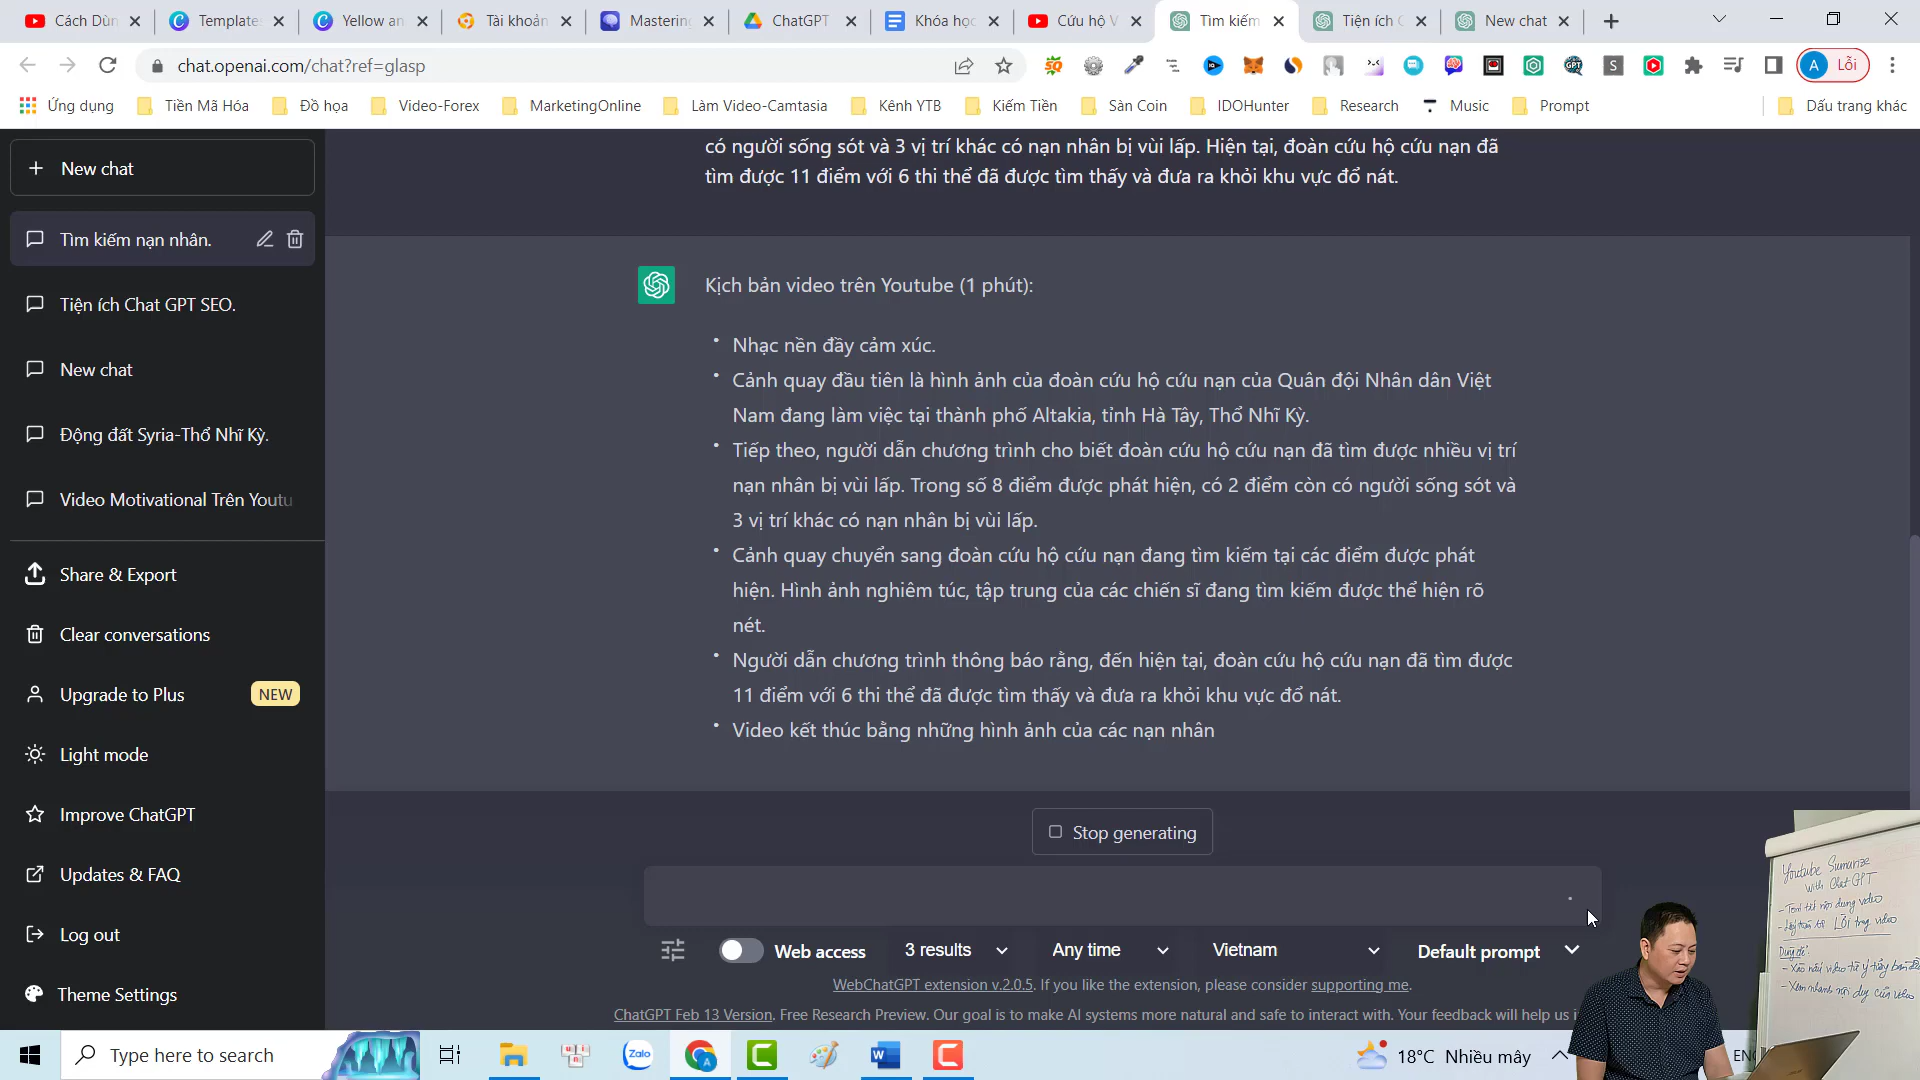 Cách Dùn
Template
Yellow an
Tài khoản
Mastering
ChatGPT
Khóa học
Cứu hộ V
Tìm kiếm
Tiện ích C
New chat
chat.openai.com/chat?ref=glasp
A Lỗi
Ứng dụng
Tiền Mã Hóa
Đồ họa
Video-Forex
MarketingOnline
Làm Video-Camtasia
Kênh YTB
Kiếm Tiền
Sàn Coin
IDOHunter
Research
Music
Prompt
Dấu trang khác
New chat
Tìm kiếm nạn nhân.
Tiện ích Chat GPT SEO.
New chat
Động đất Syria-Thổ Nhĩ Kỳ.
Video Motivational Trên Youtu
Share & Export
Clear conversations
Upgrade to Plus NEW
Light mode
Improve ChatGPT
Updates & FAQ
Log out
Theme Settings
có người sống sót và 3 vị trí khác có nạn nhân bị vùi lấp. Hiện tại, đoàn cứu hộ cứu nạn đã
tìm được 11 điểm với 6 thi thể đã được tìm thấy và đưa ra khỏi khu vực đổ nát.
Kịch bản video trên Youtube (1 phút):
Nhạc nền đầy cảm xúc.
Cảnh quay đầu tiên là hình ảnh của đoàn cứu hộ cứu nạn của Quân đội Nhân dân Việt
Nam đang làm việc tại thành phố Altakia, tỉnh Hà Tây, Thổ Nhĩ Kỳ.
Tiếp theo, người dẫn chương trình cho biết đoàn cứu hộ cứu nạn đã tìm được nhiều vị trí
nạn nhân bị vùi lấp. Trong số 8 điểm được phát hiện, có 2 điểm còn có người sống sót và
3 vị trí khác có nạn nhân bị vùi lấp.
Cảnh quay chuyển sang đoàn cứu hộ cứu nạn đang tìm kiếm tại các điểm được phát
hiện. Hình ảnh nghiêm túc, tập trung của các chiến sĩ đang tìm kiếm được thể hiện rõ
nét.
Người dẫn chương trình thông báo rằng, đến hiện tại, đoàn cứu hộ cứu nạn đã tìm được
11 điểm với 6 thi thể đã được tìm thấy và đưa ra khỏi khu vực đổ nát.
Video kết thúc bằng những hình ảnh của các nạn nhân
Stop generating
Web access
3 results
Any time
Vietnam
Default prompt
WebChatGPT extension v.2.0.5. If you like the extension, please consider supporting me.
ChatGPT Feb 13 Version. Free Research Preview. Our goal is to make AI systems more natural and safe to interact with. Your feedback will help us i
Youtube Sumarize
with Chat GPT
- Tóm tắt nội dung video
Lời trong video
Dùng để:
- Xem nhanh nội dung của video
Type here to search
Zalo
18°C Nhiều mây